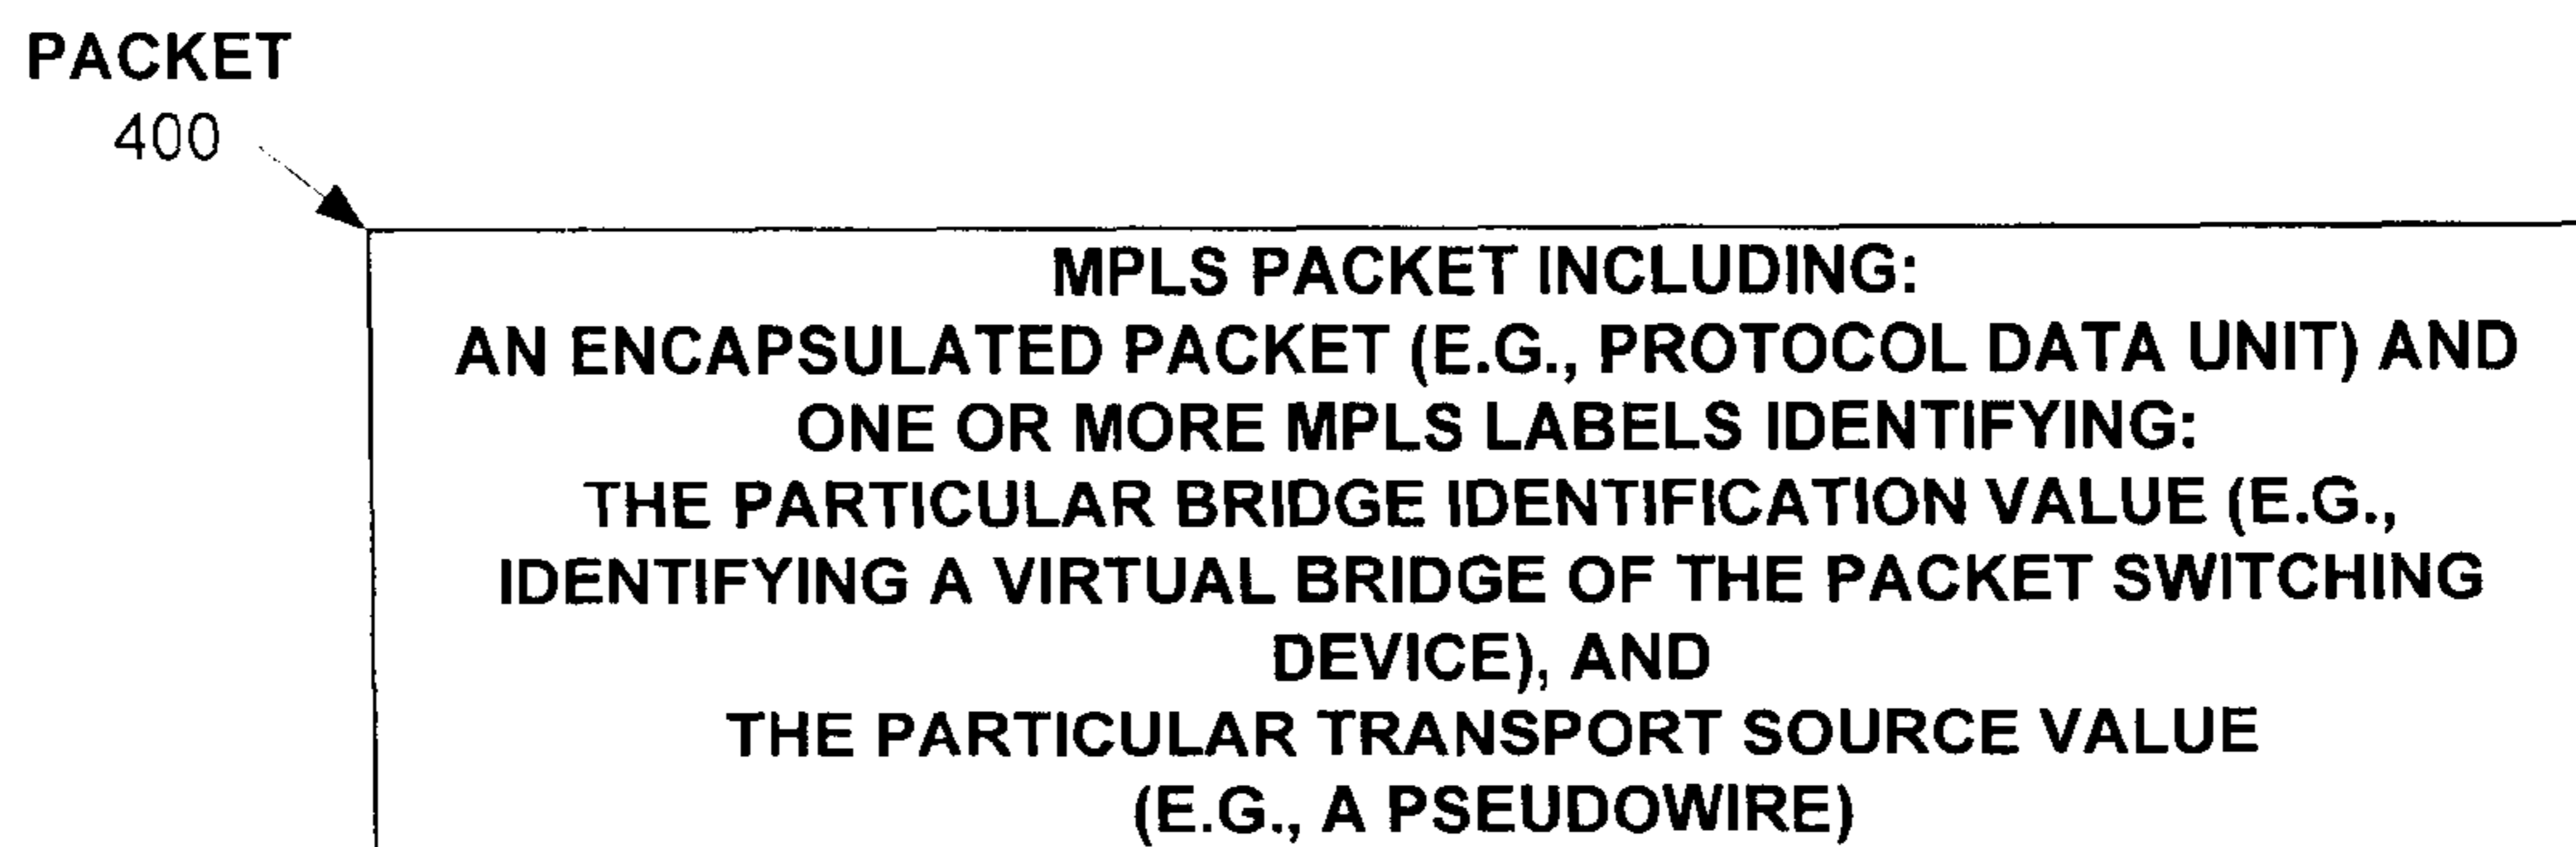 PACKET
400
MPLS PACKET INCLUDING:
AN ENCAPSULATED PACKET (E.G., PROTOCOL DATA UNIT) AND
ONE OR MORE MPLS LABELS IDENTIFYING:
THE PARTICULAR BRIDGE IDENTIFICATION VALUE (E.G.,
IDENTIFYING A VIRTUAL BRIDGE OF THE PACKET SWITCHING
DEVICE), AND
THE PARTICULAR TRANSPORT SOURCE VALUE
(E.G., A PSEUDOWIRE)